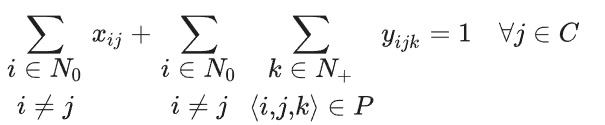 ∑ x_{ij} + ∑ ∑ y_{ijk} = 1 ∀j ∈ C
i ∈ N_0 i ∈ N_0 k ∈ N_+
i ≠ j i ≠ j ⟨i,j,k⟩ ∈ P